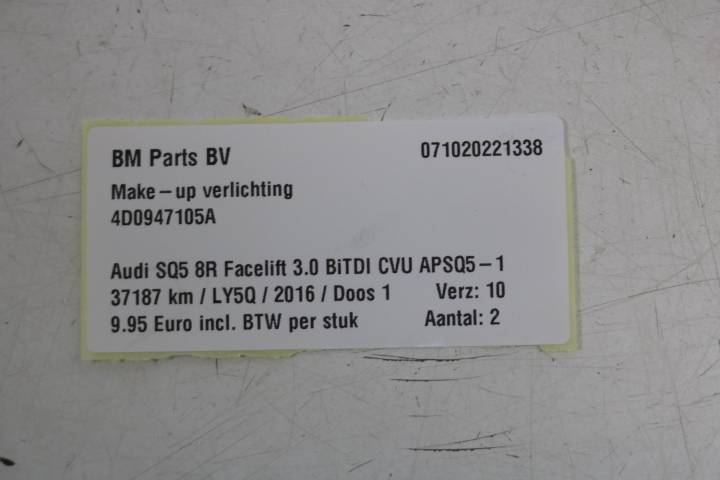 BM Parts BV 071020221338
Make-up verlichting
4D0947105A
Audi SQ5 8R Facelift 3.0 BiTDI CVU APSQ5-1
37187 km / LY5Q / 2016 / Doos 1 Verz: 10
9.95 Euro incl. BTW per stuk Aantal: 2